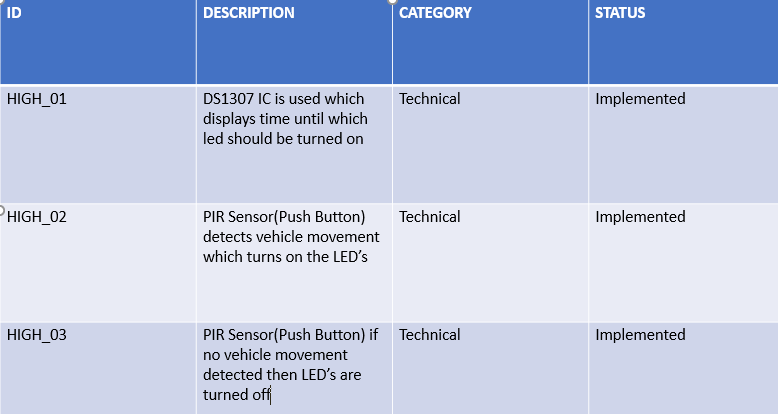 ID DESCRIPTION CATEGORY STATUS
HIGH_01 DS1307 IC is used which Technical Implemented
displays time until which
led should be turned on
HIGH_02 PIR Sensor(Push Button) Technical Implemented
detects vehicle movement
which turns on the LED’s
HIGH_03 PIR Sensor(Push Button) if Technical Implemented
no vehicle movement
detected then LED’s are
turned off